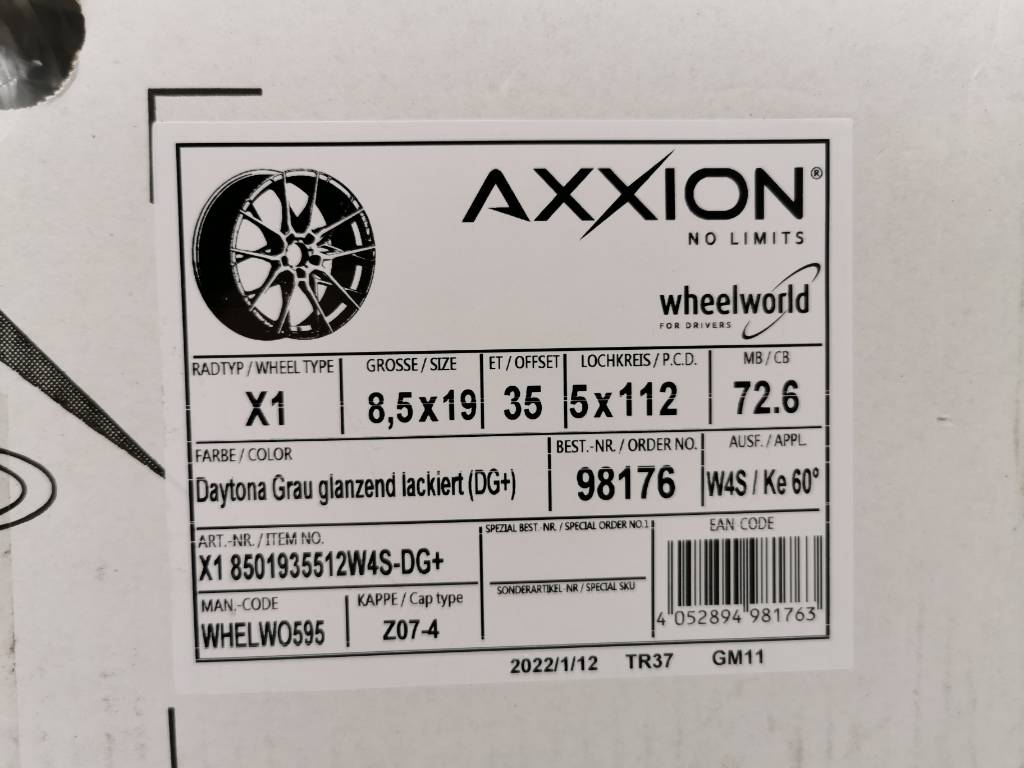 AXXION®
NO LIMITS
wheelworld
FOR DRIVERS
RADTYP / WHEEL TYPE
X1
GROSSE / SIZE
8,5x19
ET / OFFSET
35
LOCHKREIS / P.C.D.
5x112
MB / CB
72.6
FARBE / COLOR
Daytona Grau glanzend lackiert (DG+)
BEST.-NR. / ORDER NO.
98176
AUSF. / APPL.
W4S / Ke 60°
ART.-NR. / ITEM NO.
X1 8501935512W4S-DG+
SPEZIAL BEST.-NR. / SPECIAL ORDER NO.1
SONDERARTIKEL-NR / SPECIAL SKU
EAN CODE
4 052894 981763
MAN.-CODE
WHELWO595
KAPPE / Cap type
Z07-4
2022/1/12 TR37 GM11